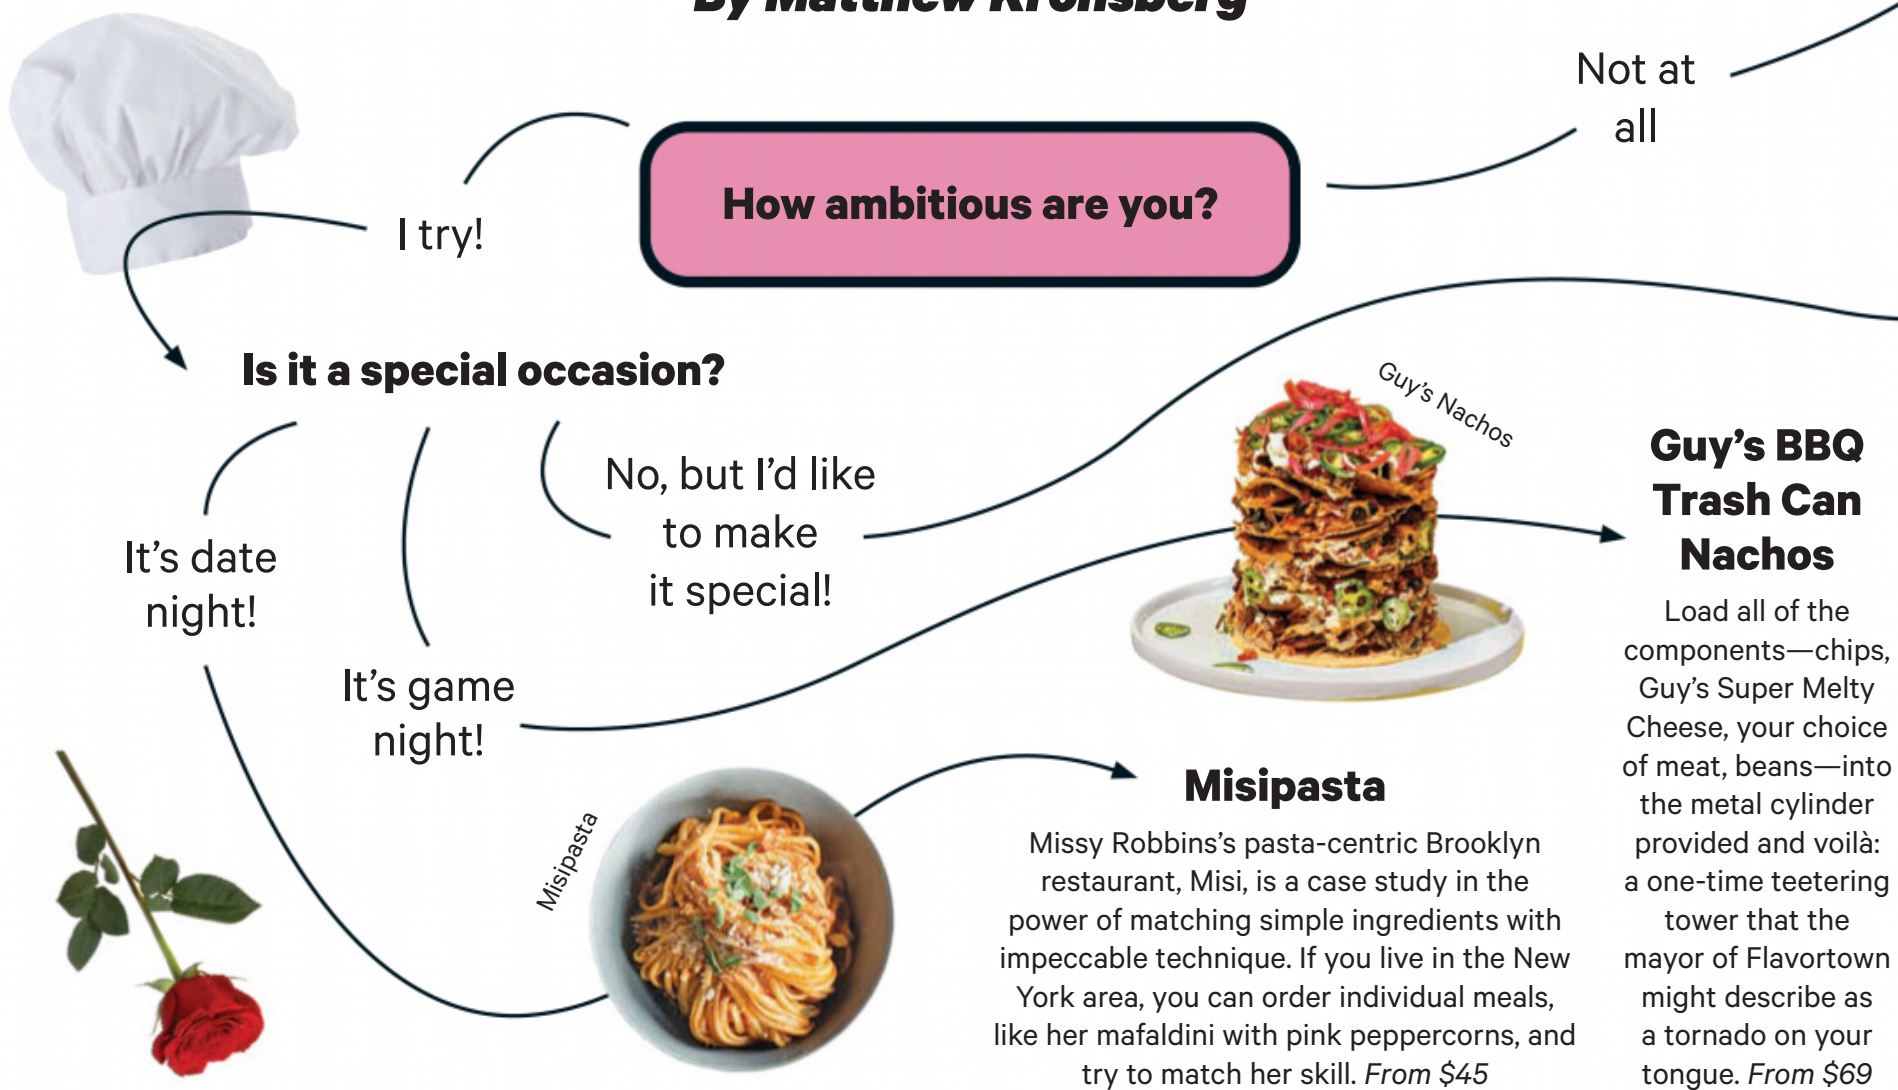 By Matthew Kronsberg
Not at
all
How ambitious are you?
I try!
Is it a special occasion?
No, but I’d like
to make
it special!
It’s date
night!
It’s game
night!
Guy’s Nachos
Guy’s BBQ
Trash Can
Nachos
Load all of the
components—chips,
Guy’s Super Melty
Cheese, your choice
of meat, beans—into
the metal cylinder
provided and voilà:
a one-time teetering
tower that the
mayor of Flavortown
might describe as
a tornado on your
tongue. From $69
Misipasta
Misipasta
Missy Robbins’s pasta-centric Brooklyn
restaurant, Misi, is a case study in the
power of matching simple ingredients with
impeccable technique. If you live in the New
York area, you can order individual meals,
like her mafaldini with pink peppercorns, and
try to match her skill. From $45